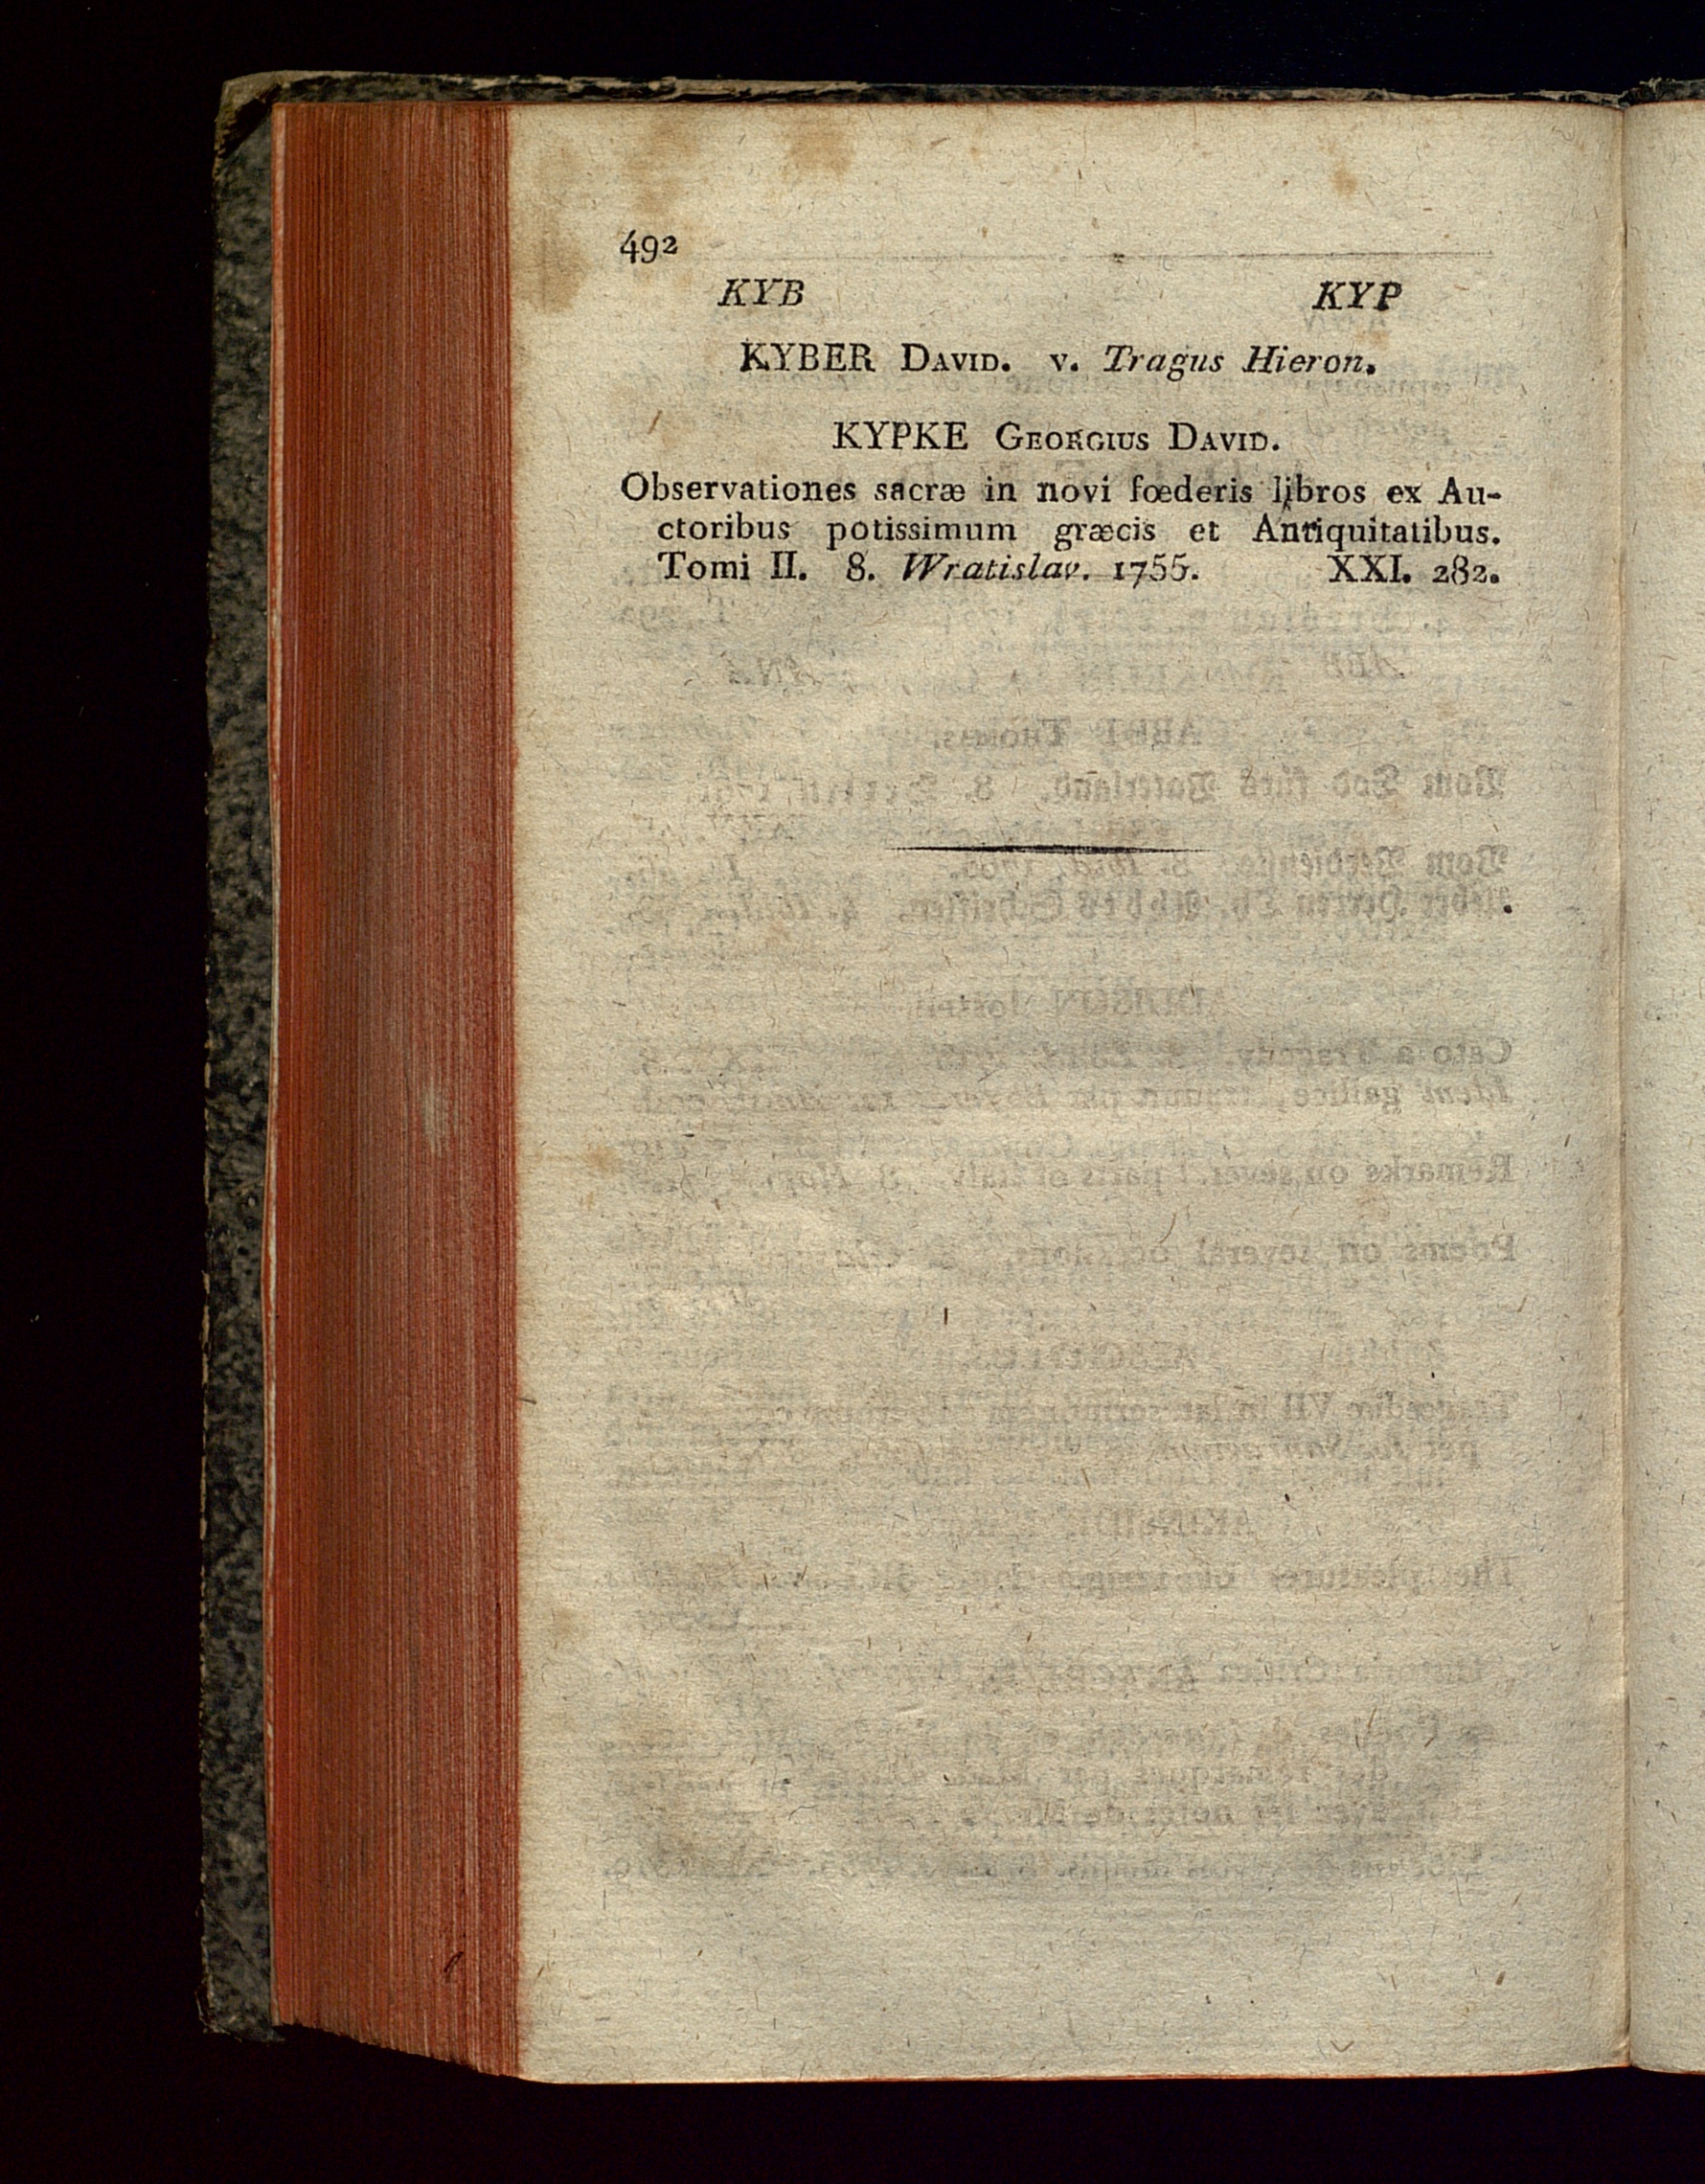 492
KYB KYP
KYBER DAVID. v. Tragus Hieron.
KYPKE GEORGIUS DAVID.
Observationes sacræ in novi fœderis libros ex Au-
ctoribus potissimum græcis et Antiquitatibus.
Tomi II. 8. Wratislav. 1755. XXI. 282.